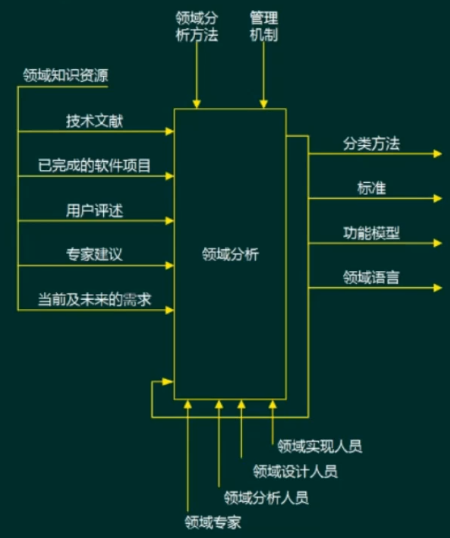 领域分
析方法
管理
机制
领域知识资源
技术文献
已完成的软件项目
用户评述
专家建议
当前及未来的需求
领域分析
分类方法
标准
功能模型
领域语言
领域实现人员
领域设计人员
领域分析人员
领域专家